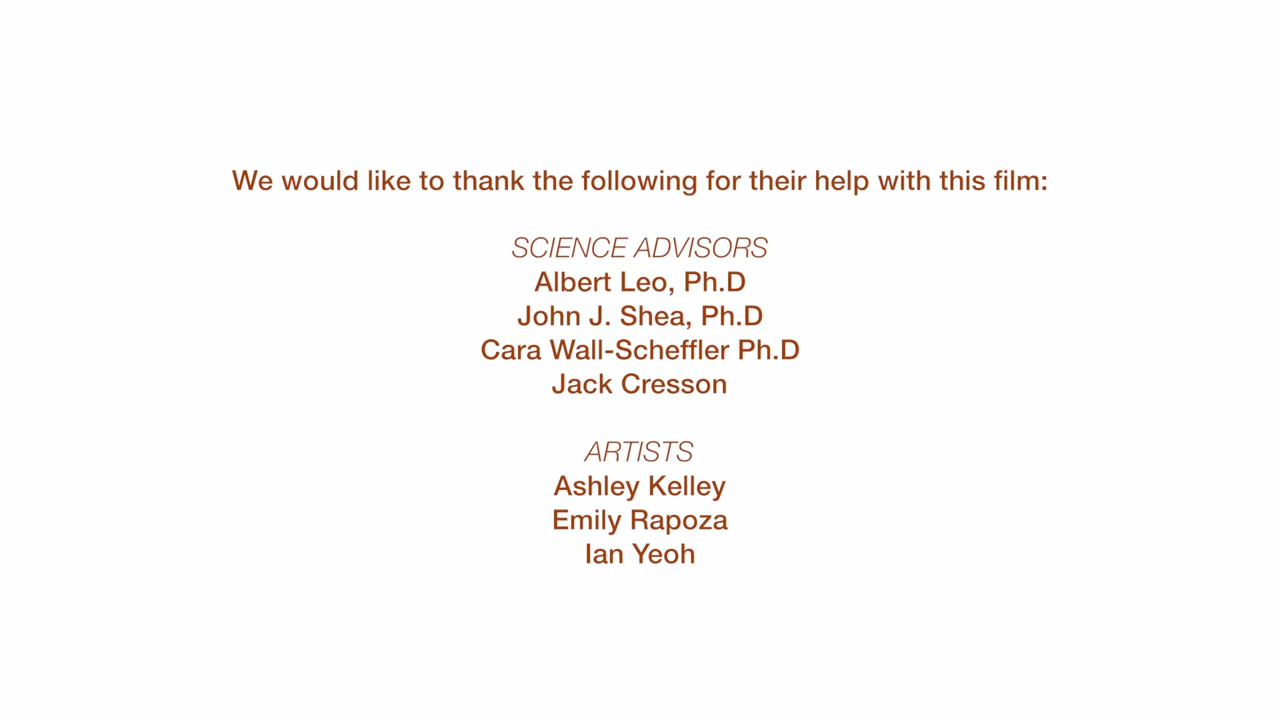 We would like to thank the following for their help with this film:
SCIENCE ADVISORS
Albert Leo, Ph.D
John J. Shea, Ph.D
Cara Wall-Scheffler Ph.D
Jack Cresson
ARTISTS
Ashley Kelley
Emily Rapoza
Ian Yeoh